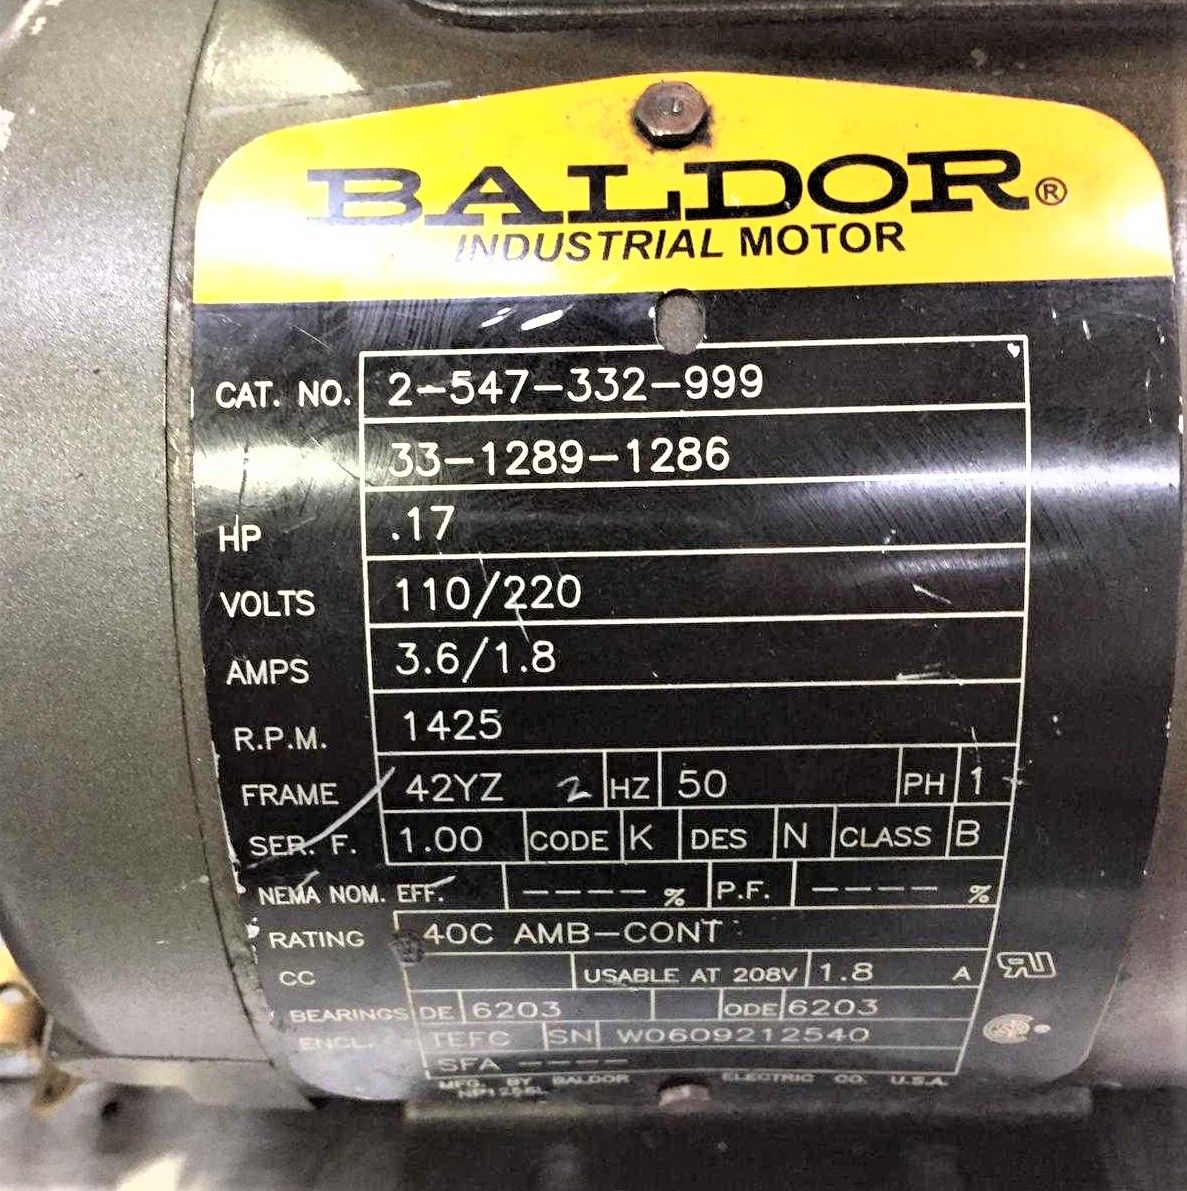 BALDOR®
INDUSTRIAL MOTOR
CAT. NO. 2-547-332-999
33-1289-1286
HP .17
VOLTS 110/220
AMPS 3.6/1.8
R.P.M. 1425
FRAME 42YZ 2 HZ 50 PH 1
SER. F. 1.00 CODE K DES N CLASS B
NEMA NOM. EFF. ---- % P.F. ---- %
RATING 40C AMB-CONT
CC USABLE AT 208V 1.8 A
BEARINGS DE 6203 ODE 6203
ENCL. TEFC SN W0609212540
SFA ----
MFG. BY BALDOR ELECTRIC CO. U.S.A.